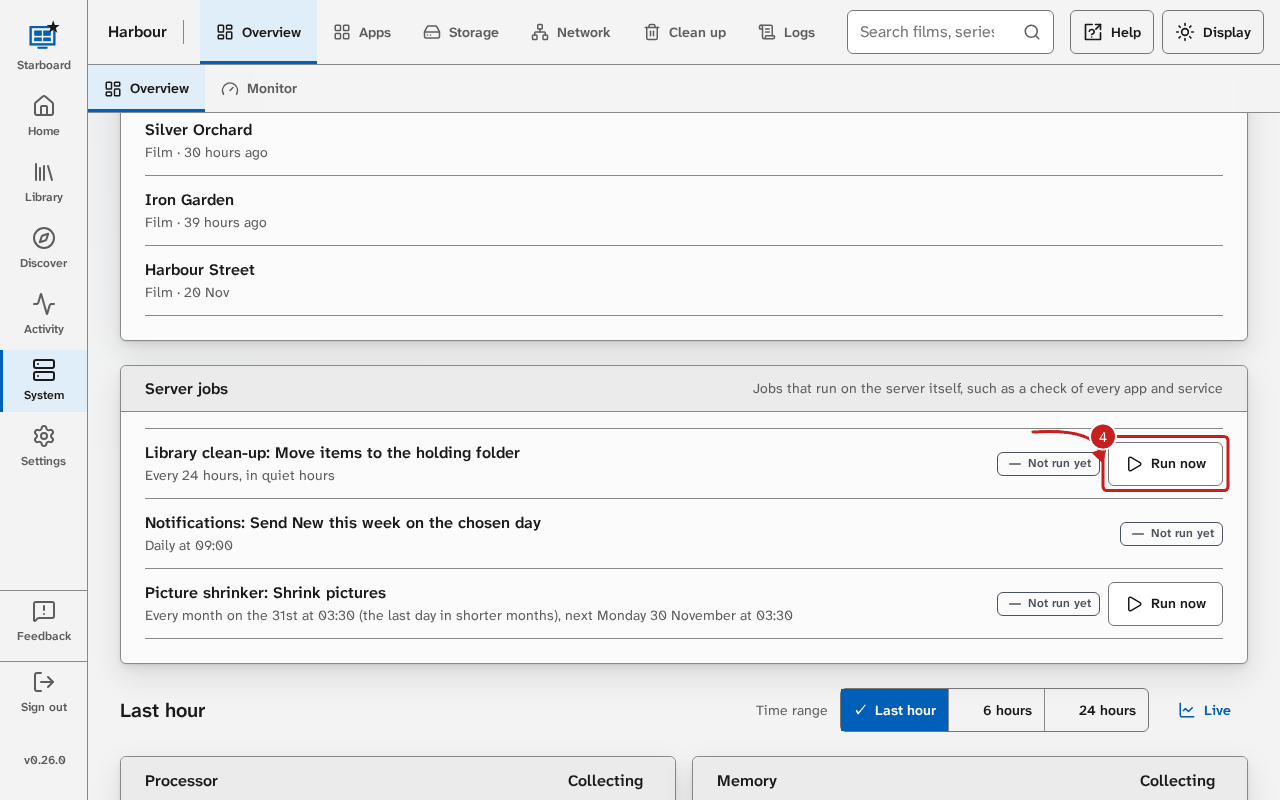 Starboard
Home
Library
Discover
Activity
System
Settings
Feedback
Sign out
v0.26.0
Harbour
Overview
Apps
Storage
Network
Clean up
Logs
Search films, series
Help
Display
Overview
Monitor
Silver Orchard
Film · 30 hours ago
Iron Garden
Film · 39 hours ago
Harbour Street
Film · 20 Nov
Server jobs
Jobs that run on the server itself, such as a check of every app and service
Library clean-up: Move items to the holding folder
Every 24 hours, in quiet hours
— Not run yet
4
Run now
Notifications: Send New this week on the chosen day
Daily at 09:00
— Not run yet
Picture shrinker: Shrink pictures
Every month on the 31st at 03:30 (the last day in shorter months), next Monday 30 November at 03:30
— Not run yet
Run now
Last hour
Time range
✓ Last hour
6 hours
24 hours
Live
Processor
Collecting
Memory
Collecting